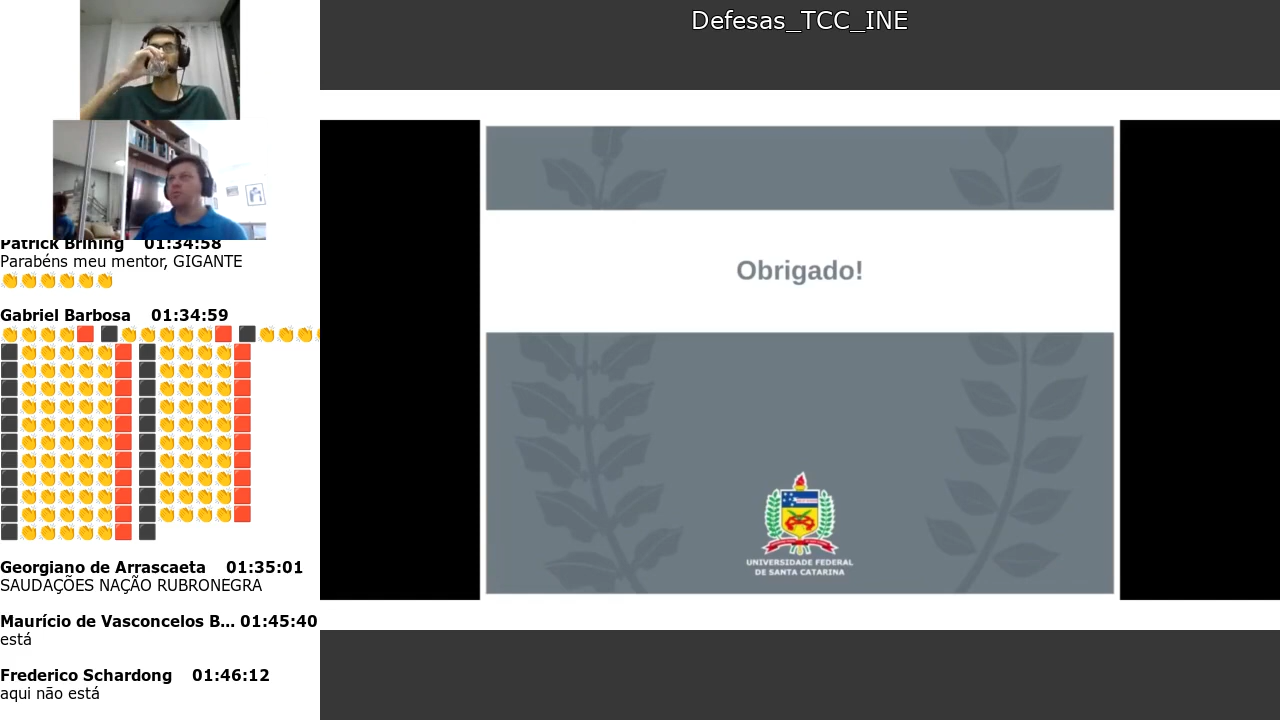 Defesas_TCC_INE
Patrick Brining 01:34:58
Parabéns meu mentor, GIGANTE
👏👏👏👏👏👏
Gabriel Barbosa 01:34:59
Georgiano de Arrascaeta 01:35:01
SAUDAÇÕES NAÇÃO RUBRONEGRA
Maurício de Vasconcelos B... 01:45:40
está
Frederico Schardong 01:46:12
aqui não está
Obrigado!
UNIVERSIDADE FEDERAL
DE SANTA CATARINA